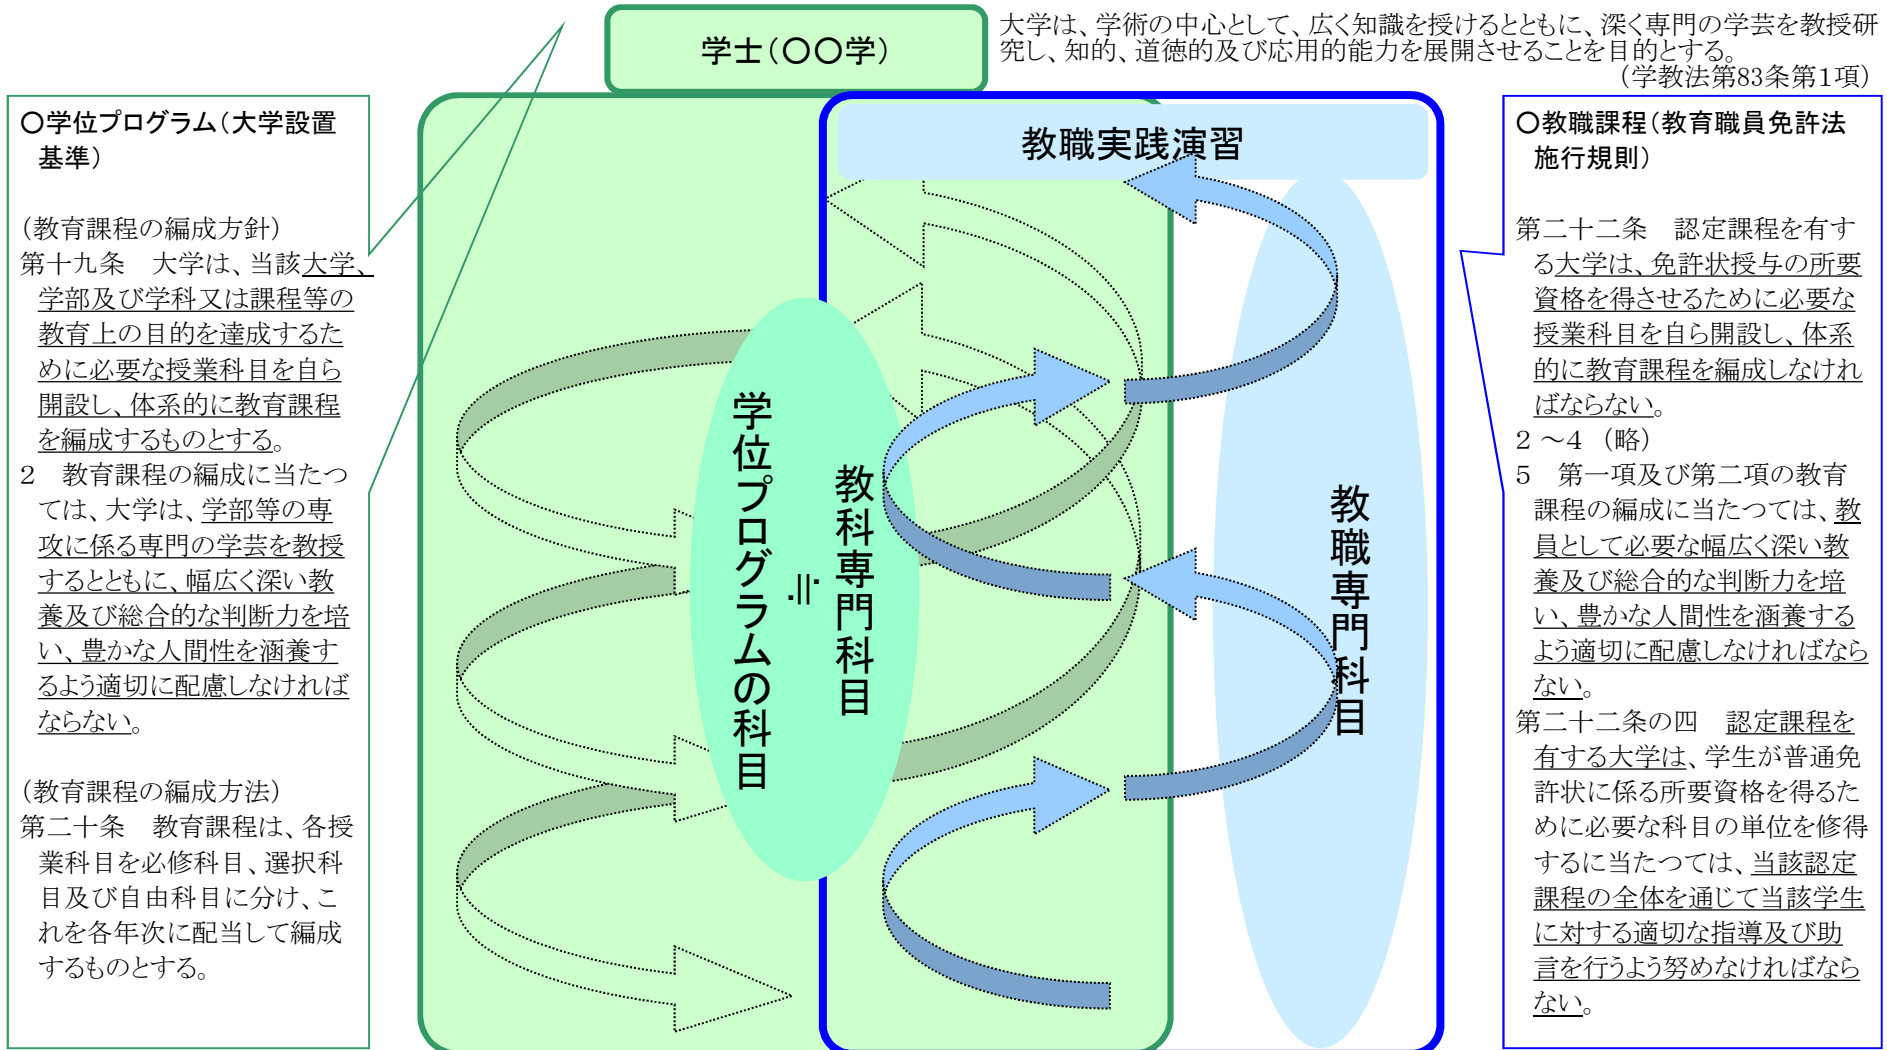 学士（〇〇学）
大学は、学術の中心として、広く知識を授けるとともに、深く専門の学芸を教授研
究し、知的、道徳的及び応用的能力を展開させることを目的とする。
（学教法第83条第1項）
〇学位プログラム（大学設置
基準）
（教育課程の編成方針）
第十九条　大学は、当該大学、
学部及び学科又は課程等の
教育上の目的を達成するた
めに必要な授業科目を自ら
開設し、体系的に教育課程
を編成するものとする。
２　教育課程の編成に当たつ
ては、大学は、学部等の専
攻に係る専門の学芸を教授
するとともに、幅広く深い教
養及び総合的な判断力を培
い、豊かな人間性を涵養す
るよう適切に配慮しなければ
ならない。
（教育課程の編成方法）
第二十条　教育課程は、各授
業科目を必修科目、選択科
目及び自由科目に分け、こ
れを各年次に配当して編成
するものとする。
教職実践演習
学位プログラムの科目
≒
教科専門科目
教職専門科目
〇教職課程（教育職員免許法
施行規則）
第二十二条　認定課程を有す
る大学は、免許状授与の所要
資格を得させるために必要な
授業科目を自ら開設し、体系
的に教育課程を編成しなけれ
ばならない。
２～４　（略）
５　第一項及び第二項の教育
課程の編成に当たつては、教
員として必要な幅広く深い教
養及び総合的な判断力を培
い、豊かな人間性を涵養する
よう適切に配慮しなければなら
ない。
第二十二条の四　認定課程を
有する大学は、学生が普通免
許状に係る所要資格を得るた
めに必要な科目の単位を修得
するに当たつては、当該認定
課程の全体を通じて当該学生
に対する適切な指導及び助
言を行うよう努めなければなら
ない。